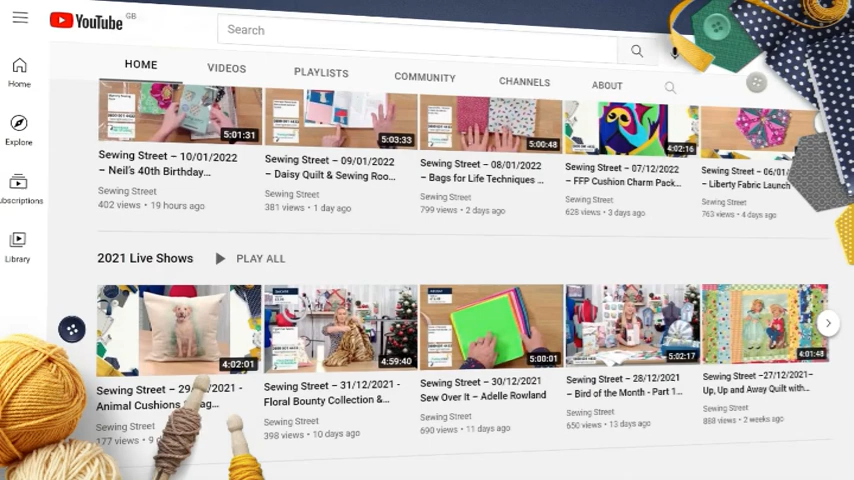 YouTube GB
Search
Home
Explore
bscriptions
Library
HOME VIDEOS PLAYLISTS COMMUNITY CHANNELS ABOUT
5:01:31 5:03:33 5:00:48 4:02:16
Sewing Street – 10/01/2022
– Neil's 40th Birthday...
Sewing Street
402 views • 19 hours ago
Sewing Street – 09/01/2022
– Daisy Quilt & Sewing Roo...
Sewing Street
381 views • 1 day ago
Sewing Street – 08/01/2022
– Bags for Life Techniques ...
Sewing Street
799 views • 2 days ago
Sewing Street – 07/12/2022
– FFP Cushion Charm Pack...
Sewing Street
628 views • 3 days ago
Sewing Street – 06/01/
– Liberty Fabric Launch
Sewing Street
763 views • 4 days ago
2021 Live Shows PLAY ALL
4:02:01 4:59:40 5:00:01 5:02:17 4:01:48
Sewing Street – 29 /2021 -
Animal Cushions
Sewing Street
177 views • 9 d
Sewing Street – 31/12/2021 -
Floral Bounty Collection &...
Sewing Street
398 views • 10 days ago
Sewing Street – 30/12/2021
Sew Over It – Adelle Rowland
Sewing Street
690 views • 11 days ago
Sewing Street – 28/12/2021
– Bird of the Month - Part 1...
Sewing Street
650 views • 13 days ago
Sewing Street –27/12/2021–
Up, Up and Away Quilt with...
Sewing Street
888 views • 2 weeks ago